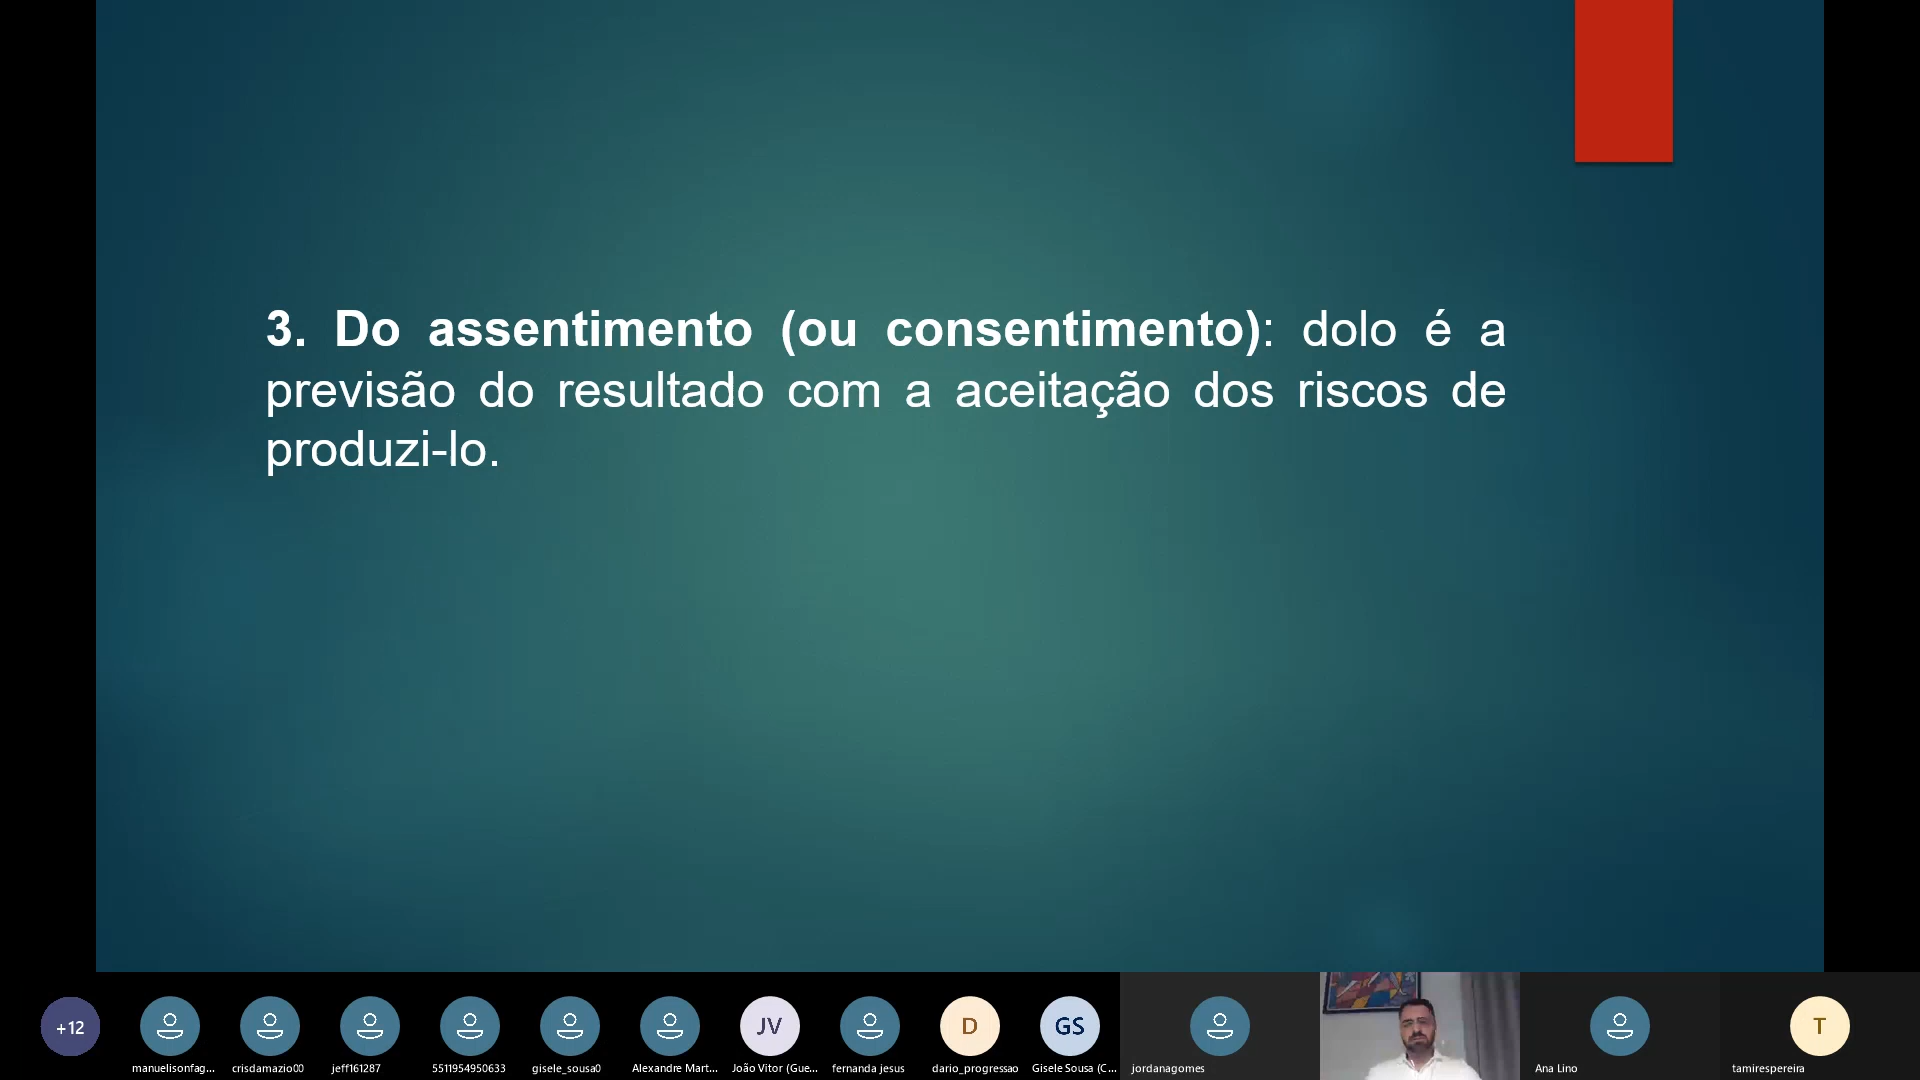 3. Do assentimento (ou consentimento): dolo é a
previsão do resultado com a aceitação dos riscos de
produzi-lo.
+12
manuelisonfag...
crisdamazio00
jeff161287
5511954950633
gisele_sousa0
Alexandre Mart...
JV
João Vitor (Gue...
fernanda jesus
D
dario_progressao
GS
Gisele Sousa (C...
jordanagomes
Ana Lino
T
tamirespereira